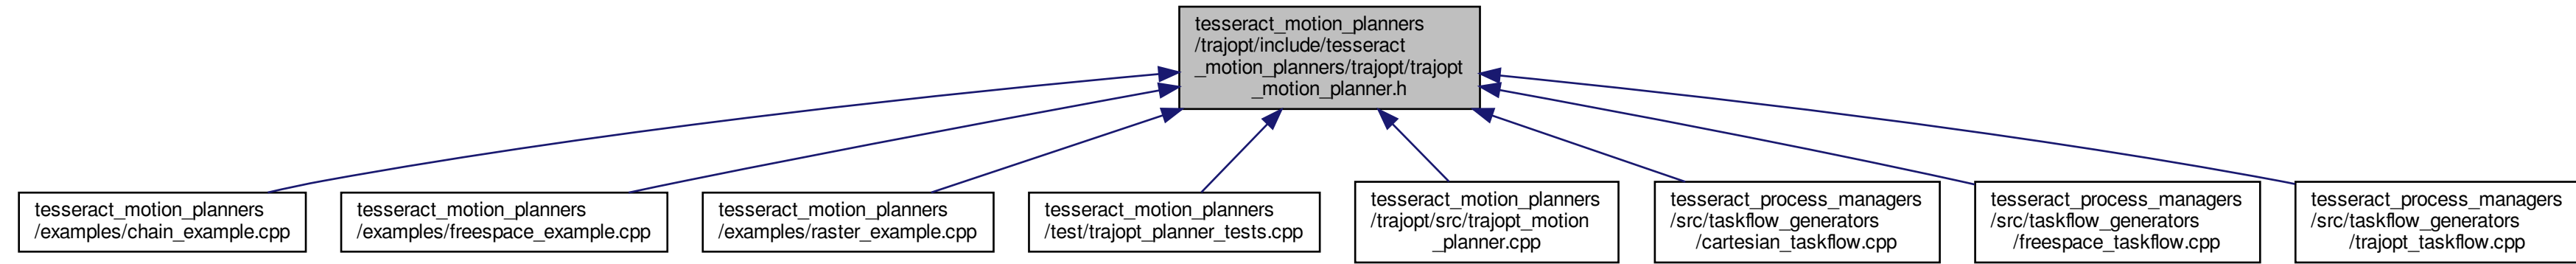 tesseract_motion_planners
/trajopt/include/tesseract
_motion_planners/trajopt/trajopt
_motion_planner.h
tesseract_motion_planners
/examples/chain_example.cpp
tesseract_motion_planners
/examples/freespace_example.cpp
tesseract_motion_planners
/examples/raster_example.cpp
tesseract_motion_planners
/test/trajopt_planner_tests.cpp
tesseract_motion_planners
/trajopt/src/trajopt_motion
_planner.cpp
tesseract_process_managers
/src/taskflow_generators
/cartesian_taskflow.cpp
tesseract_process_managers
/src/taskflow_generators
/freespace_taskflow.cpp
tesseract_process_managers
/src/taskflow_generators
/trajopt_taskflow.cpp